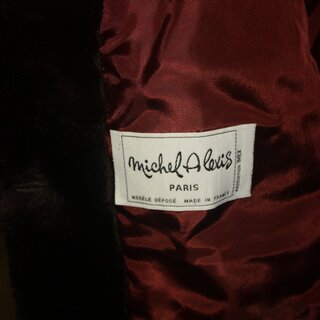 Michel Alexis
PARIS
MODÈLE DÉPOSÉ MADE IN FRANCE